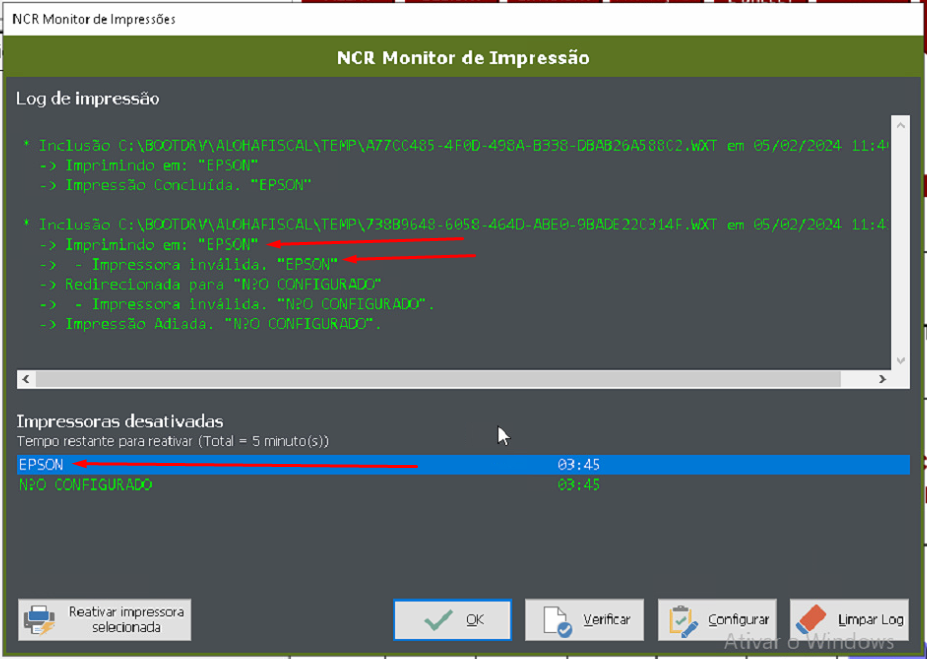 NCR Monitor de Impressões
NCR Monitor de Impressão
Log de impressão
* Inclusão C:\BOOTDRV\ALOHAFISCAL\TEMP\A77CC485-4F0D-498A-B338-DBAB26A588C2.WXT em 05/02/2024 11:4
-> Imprimindo em: "EPSON"
-> Impressão Concluída. "EPSON"
* Inclusão C:\BOOTDRV\ALOHAFISCAL\TEMP\738B9648-6058-464D-ABE0-9BADE22C314F.WXT em 05/02/2024 11:4
-> Imprimindo em: "EPSON"
-> - Impressora inválida. "EPSON"
-> Redirecionada para "N?O CONFIGURADO"
-> - Impressora inválida. "N?O CONFIGURADO".
-> Impressão Adiada. "N?O CONFIGURADO".
Impressoras desativadas
Tempo restante para reativar (Total = 5 minuto(s))
EPSON 03:45
N?O CONFIGURADO 03:45
Reativar impressora
selecionada
OK
Verificar
Configurar
Limpar Log
Ativar o Windows